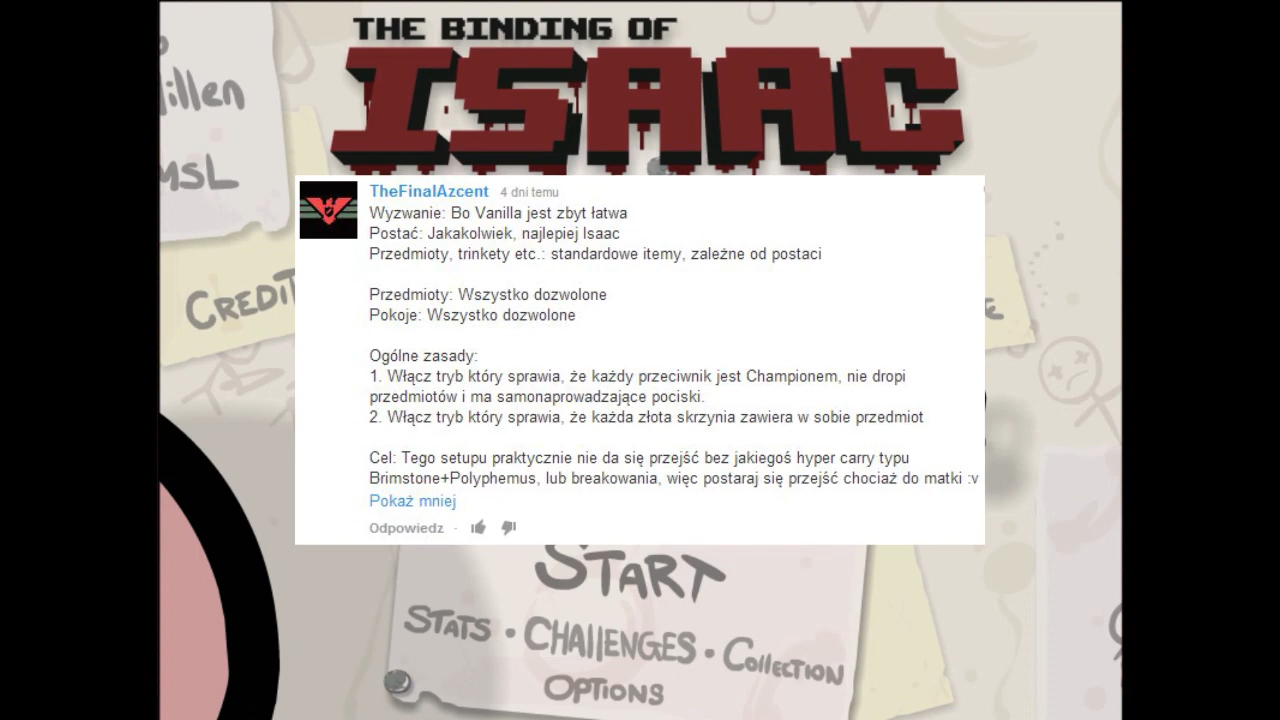 THE BINDING OF
ISAAC
illen
MSL
TheFinalAzcent 4 dni temu
Wyzwanie: Bo Vanilla jest zbyt łatwa
Postać: Jakakolwiek, najlepiej Isaac
Przedmioty, trinkety etc.: standardowe itemy, zależne od postaci
Przedmioty: Wszystko dozwolone
Pokoje: Wszystko dozwolone
Ogólne zasady:
1. Włącz tryb który sprawia, że każdy przeciwnik jest Championem, nie dropi
przedmiotów i ma samonaprowadzające pociski.
2. Włącz tryb który sprawia, że każda złota skrzynia zawiera w sobie przedmiot
Cel: Tego setupu praktycznie nie da się przejść bez jakiegoś hyper carry typu
Brimstone+Polyphemus, lub breakowania, więc postaraj się przejść chociaż do matki :v
Pokaż mniej
Odpowiedz ·
CREDIT
START
STATS · CHALLENGES · COLLECTION
OPTIONS